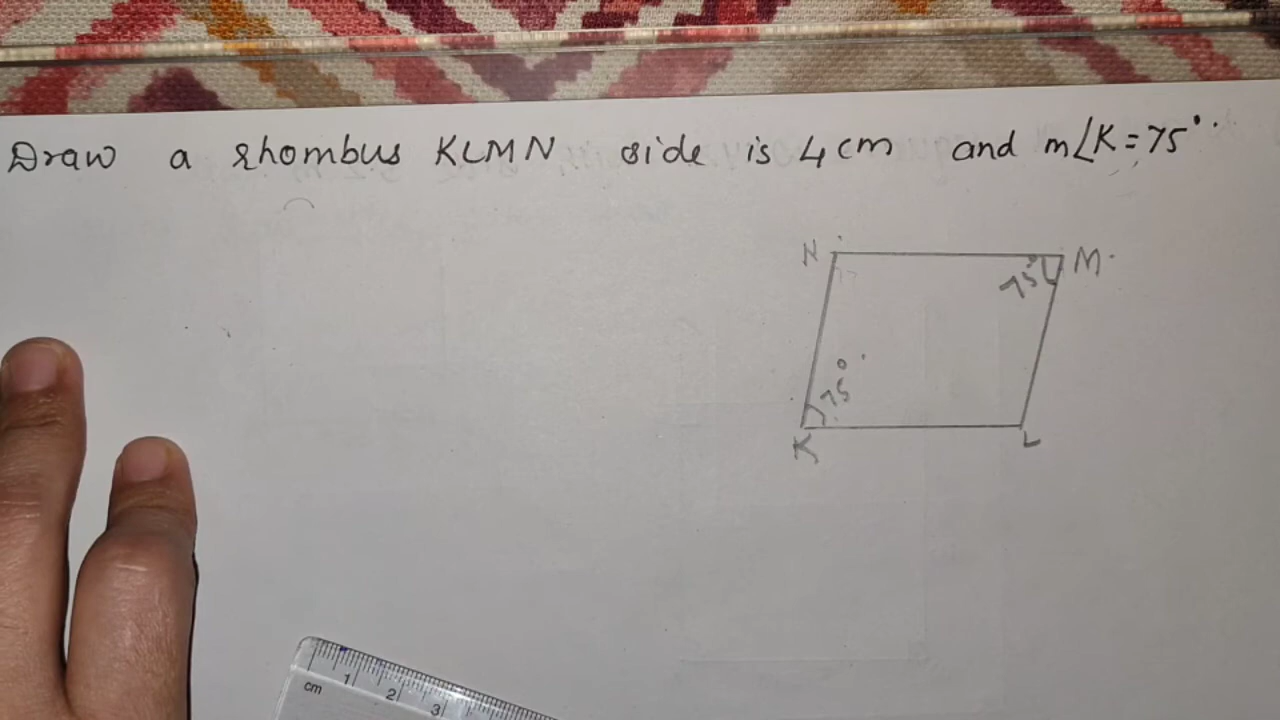 Draw a rhombus KLMN side is 4 cm and m∠K = 75°.
N M
75°
75°
K L
cm 1 2 3